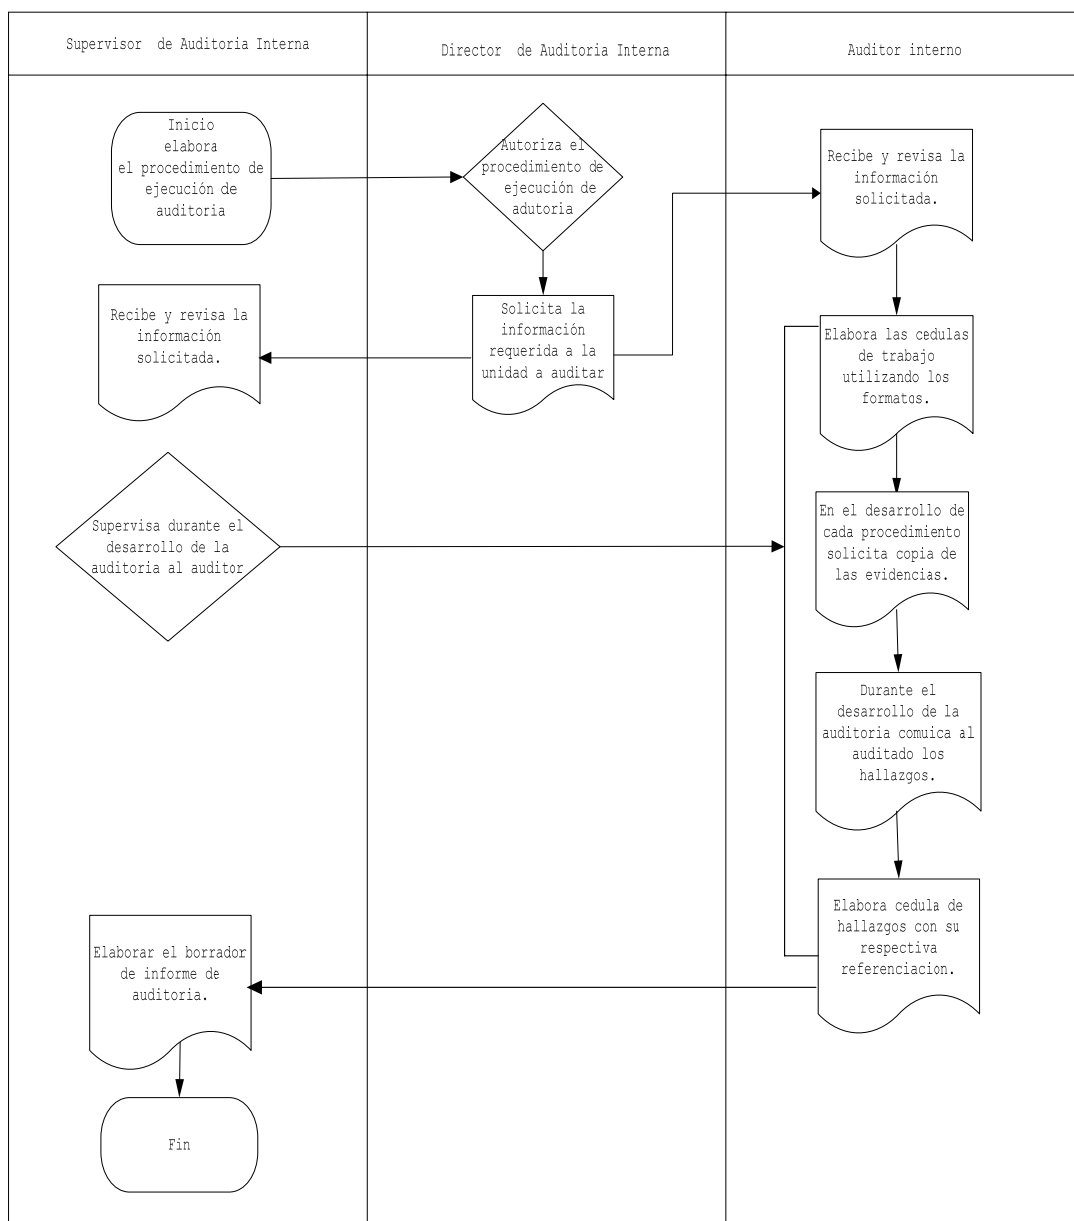 Supervisor de Auditoria Interna
Director de Auditoria Interna
Auditor interno
Inicio
elabora
el procedimiento de
ejecución de
auditoria
Autoriza el
procedimiento de
ejecución de
adutoria
Recibe y revisa la
información
solicitada.
Recibe y revisa la
información
solicitada.
Solicita la
información
requerida a la
unidad a auditar
Elabora las cedulas
de trabajo
utilizando los
formatos.
Supervisa durante el
desarrollo de la
auditoria al auditor
En el desarrollo de
cada procedimiento
solicita copia de
las evidencias.
Durante el
desarrollo de la
auditoria comuica al
auditado los
hallazgos.
Elabora cedula de
hallazgos con su
respectiva
referenciacion.
Elaborar el borrador
de informe de
auditoria.
Fin